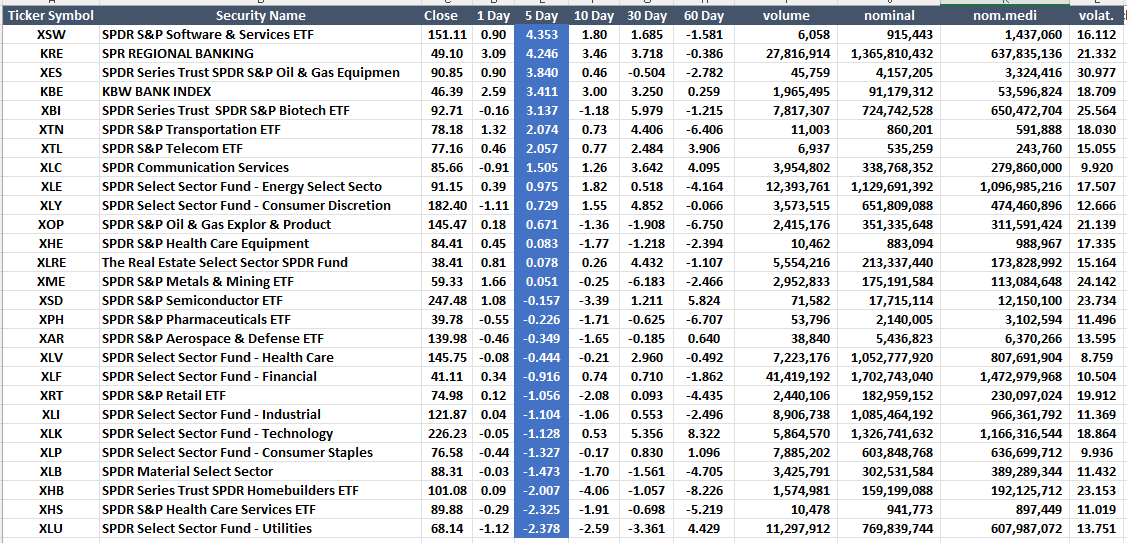 Ticker Symbol Security Name Close 1 Day 5 Day 10 Day 30 Day 60 Day volume nominal nom.medi volat.
XSW SPDR S&P Software & Services ETF 151.11 0.90 4.353 1.80 1.685 -1.581 6,058 915,443 1,437,060 16.112
KRE SPR REGIONAL BANKING 49.10 3.09 4.246 3.46 3.718 -0.386 27,816,914 1,365,810,432 637,835,136 21.332
XES SPDR Series Trust SPDR S&P Oil & Gas Equipmen 90.85 0.90 3.840 0.46 -0.504 -2.782 45,759 4,157,205 3,324,416 30.977
KBE KBW BANK INDEX 46.39 2.59 3.411 3.00 3.250 0.259 1,965,495 91,179,312 53,596,824 18.709
XBI SPDR Series Trust SPDR S&P Biotech ETF 92.71 -0.16 3.137 -1.18 5.979 -1.215 7,817,307 724,742,528 650,472,704 25.564
XTN SPDR S&P Transportation ETF 78.18 1.32 2.074 0.73 4.406 -6.406 11,003 860,201 591,888 18.030
XTL SPDR S&P Telecom ETF 77.16 0.46 2.057 0.77 2.484 3.906 6,937 535,259 243,760 15.055
XLC SPDR Communication Services 85.66 -0.91 1.505 1.26 3.642 4.095 3,954,802 338,768,352 279,860,000 9.920
XLE SPDR Select Sector Fund - Energy Select Secto 91.15 0.39 0.975 1.82 0.518 -4.164 12,393,761 1,129,691,392 1,096,985,216 17.507
XLY SPDR Select Sector Fund - Consumer Discretion 182.40 -1.11 0.729 1.55 4.852 -0.066 3,573,515 651,809,088 474,460,896 12.666
XOP SPDR S&P Oil & Gas Explor & Product 145.47 0.18 0.671 -1.36 -1.908 -6.750 2,415,176 351,335,648 311,591,424 21.139
XHE SPDR S&P Health Care Equipment 84.41 0.45 0.083 -1.77 -1.218 -2.394 10,462 883,094 988,967 17.335
XLRE The Real Estate Select Sector SPDR Fund 38.41 0.81 0.078 0.26 4.432 -1.107 5,554,216 213,337,440 173,828,992 15.164
XME SPDR S&P Metals & Mining ETF 59.33 1.66 0.051 -0.25 -6.183 -2.466 2,952,833 175,191,584 113,084,648 24.142
XSD SPDR S&P Semiconductor ETF 247.48 1.08 -0.157 -3.39 1.211 5.824 71,582 17,715,114 12,150,100 23.734
XPH SPDR S&P Pharmaceuticals ETF 39.78 -0.55 -0.226 -1.71 -0.625 -6.707 53,796 2,140,005 3,102,594 11.496
XAR SPDR S&P Aerospace & Defense ETF 139.98 -0.46 -0.349 -1.65 -0.185 0.640 38,840 5,436,823 6,370,266 13.595
XLV SPDR Select Sector Fund - Health Care 145.75 -0.08 -0.444 -0.21 2.960 -0.492 7,223,176 1,052,777,920 807,691,904 8.759
XLF SPDR Select Sector Fund - Financial 41.11 0.34 -0.916 0.74 0.710 -1.862 41,419,192 1,702,743,040 1,472,979,968 10.504
XRT SPDR S&P Retail ETF 74.98 0.12 -1.056 -2.08 0.093 -4.435 2,440,106 182,959,152 230,097,024 19.912
XLI SPDR Select Sector Fund - Industrial 121.87 0.04 -1.104 -1.06 0.553 -2.496 8,906,738 1,085,464,192 966,361,792 11.369
XLK SPDR Select Sector Fund - Technology 226.23 -0.05 -1.128 0.53 5.356 8.322 5,864,570 1,326,741,632 1,166,316,544 18.864
XLP SPDR Select Sector Fund - Consumer Staples 76.58 -0.44 -1.327 -0.17 0.830 1.096 7,885,202 603,848,768 636,699,712 9.936
XLB SPDR Material Select Sector 88.31 -0.03 -1.473 -1.70 -1.561 -4.705 3,425,791 302,531,584 389,289,344 11.432
XHB SPDR Series Trust SPDR Homebuilders ETF 101.08 0.09 -2.007 -4.06 -1.057 -8.226 1,574,981 159,199,088 192,125,712 23.153
XHS SPDR S&P Health Care Services ETF 89.88 -0.29 -2.325 -1.91 -0.698 -5.219 10,478 941,773 897,449 11.019
XLU SPDR Select Sector Fund - Utilities 68.14 -1.12 -2.378 -2.59 -3.361 4.429 11,297,912 769,839,744 607,987,072 13.751